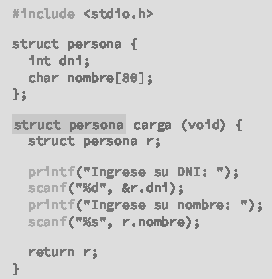 #include <stdio.h>
struct persona {
int dni;
char nombre[80];
};
struct persona carga (void) {
struct persona r;
printf("Ingrese su DNI: ");
scanf("%d", &r.dni);
printf("Ingrese su nombre: ");
scanf("%s", r.nombre);
return r;
}